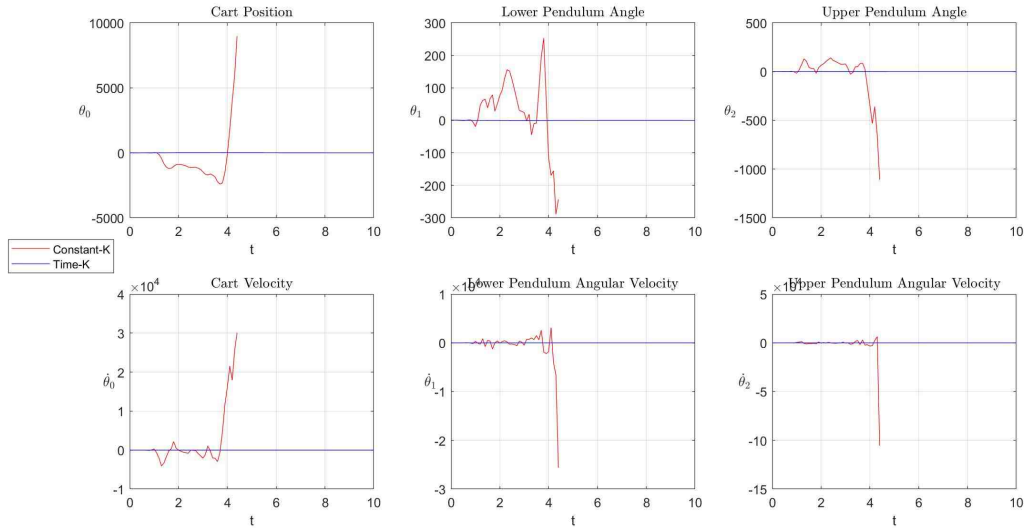 Cart Position
10000
5000
0
-5000
θ₀
0 2 4 6 8 10
t
Lower Pendulum Angle
300
200
100
0
-100
-200
-300
θ₁
0 2 4 6 8 10
t
Upper Pendulum Angle
500
0
-500
-1000
-1500
θ₂
0 2 4 6 8 10
t
Constant-K
Time-K
Cart Velocity
×10⁴
4
3
2
1
0
-1
θ̇₀
0 2 4 6 8 10
t
Lower Pendulum Angular Velocity
1
0
-1
-2
-3
θ̇₁
0 2 4 6 8 10
t
Upper Pendulum Angular Velocity
5
0
-5
-10
-15
θ̇₂
0 2 4 6 8 10
t